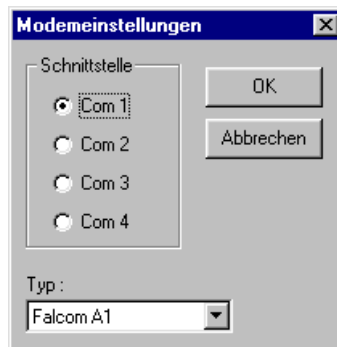 Modemeinstellungen
Schnittstelle
Com 1
Com 2
Com 3
Com 4
OK
Abbrechen
Typ :
Falcom A1